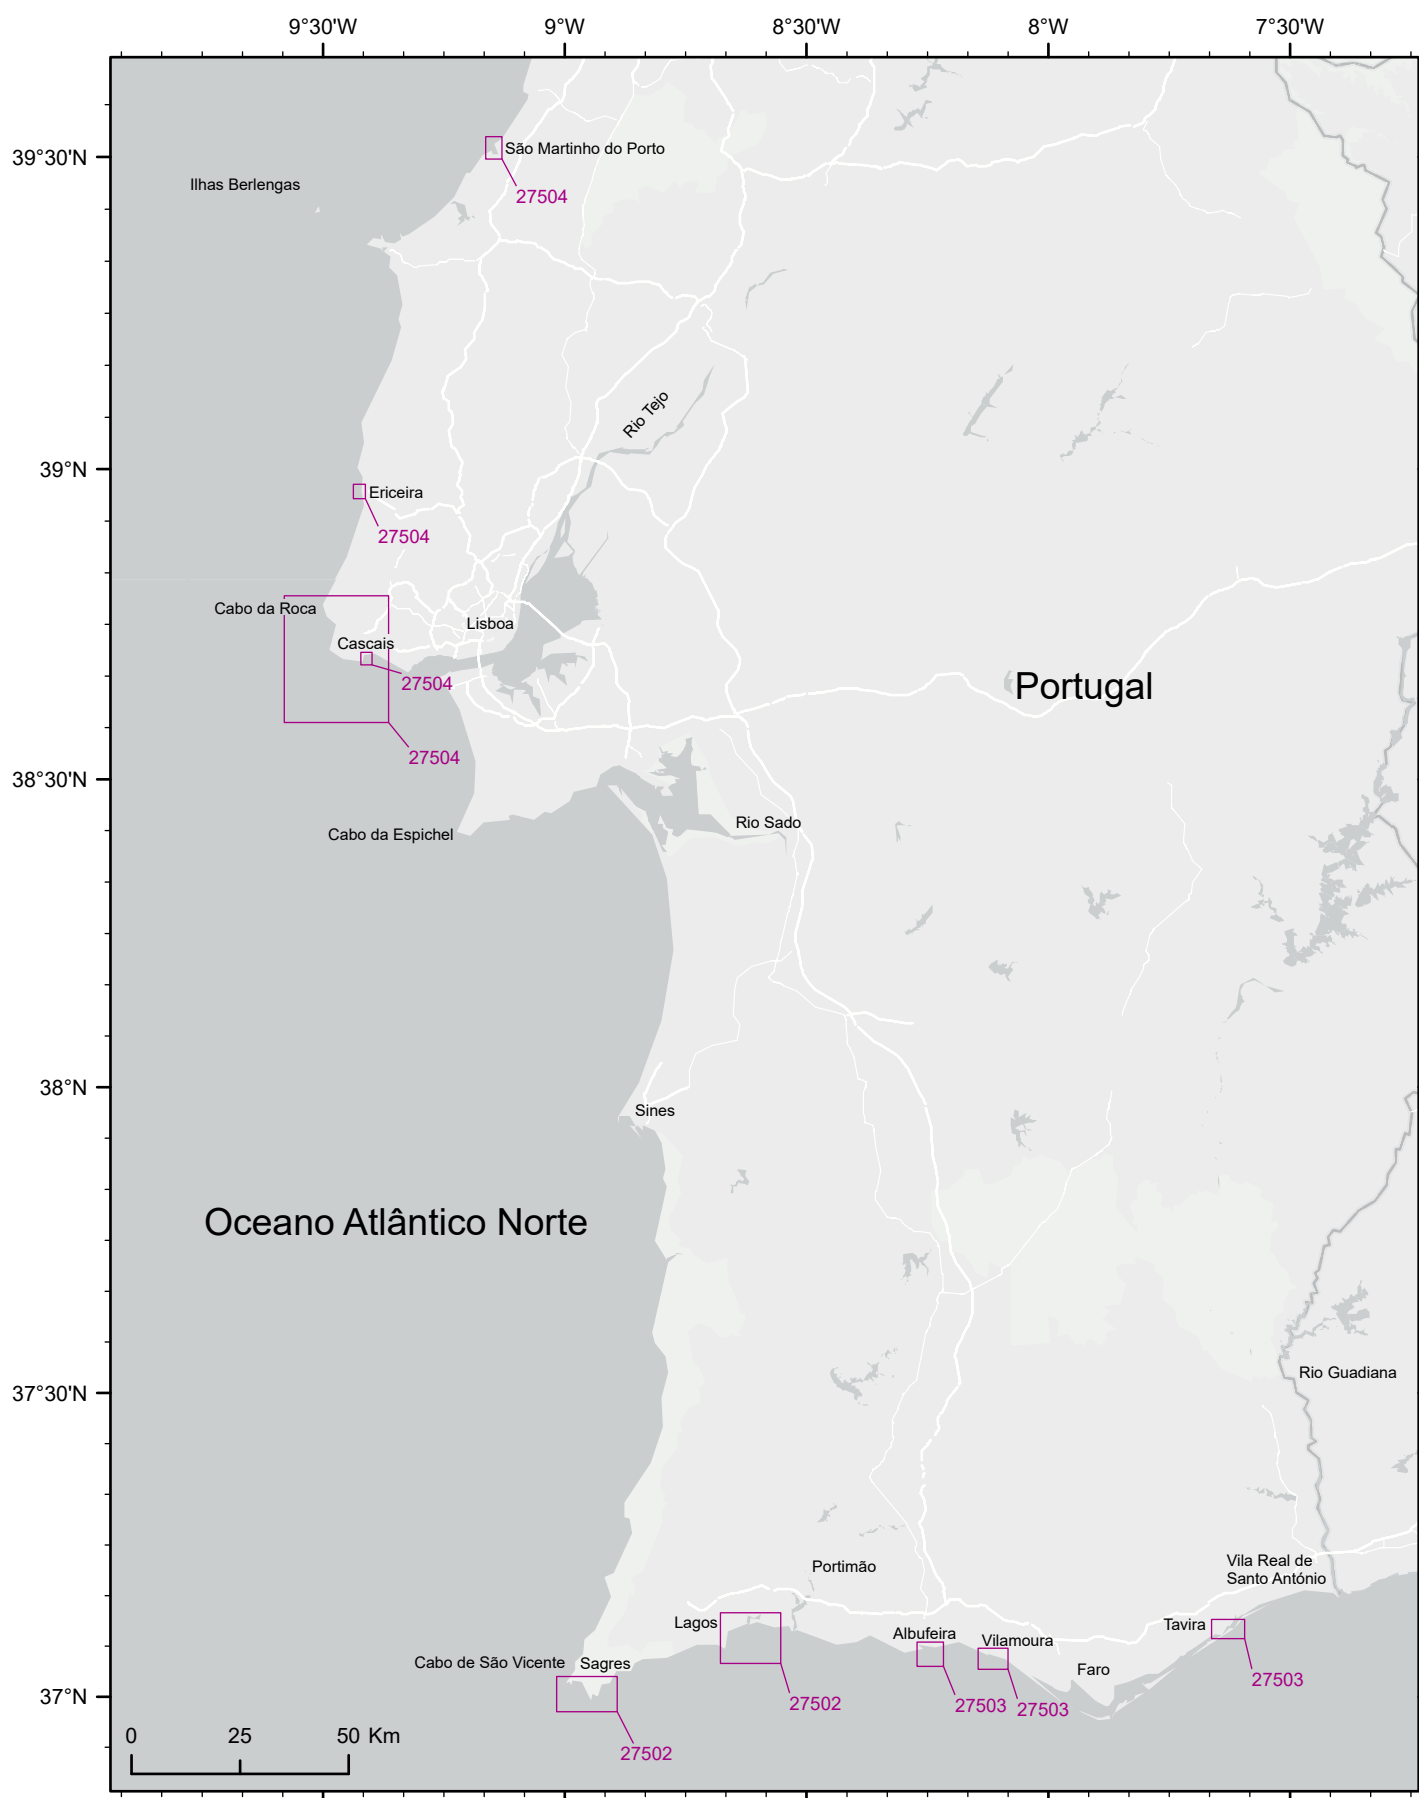 9°30'W
9°W
8°30'W
8°W
7°30'W
39°30'N
São Martinho do Porto
Ilhas Berlengas
27504
Rio Tejo
39°N
Ericeira
27504
Cabo da Roca
Lisboa
Cascais
27504
Portugal
27504
38°30'N
Rio Sado
Cabo da Espichel
38°N
Sines
Oceano Atlântico Norte
Rio Guadiana
37°30'N
Portimão
Vila Real de
Santo António
Lagos
Albufeira
Vilamoura
Tavira
Cabo de São Vicente
Sagres
Faro
27503
37°N
27502
27503
27503
0
25
50 Km
27502